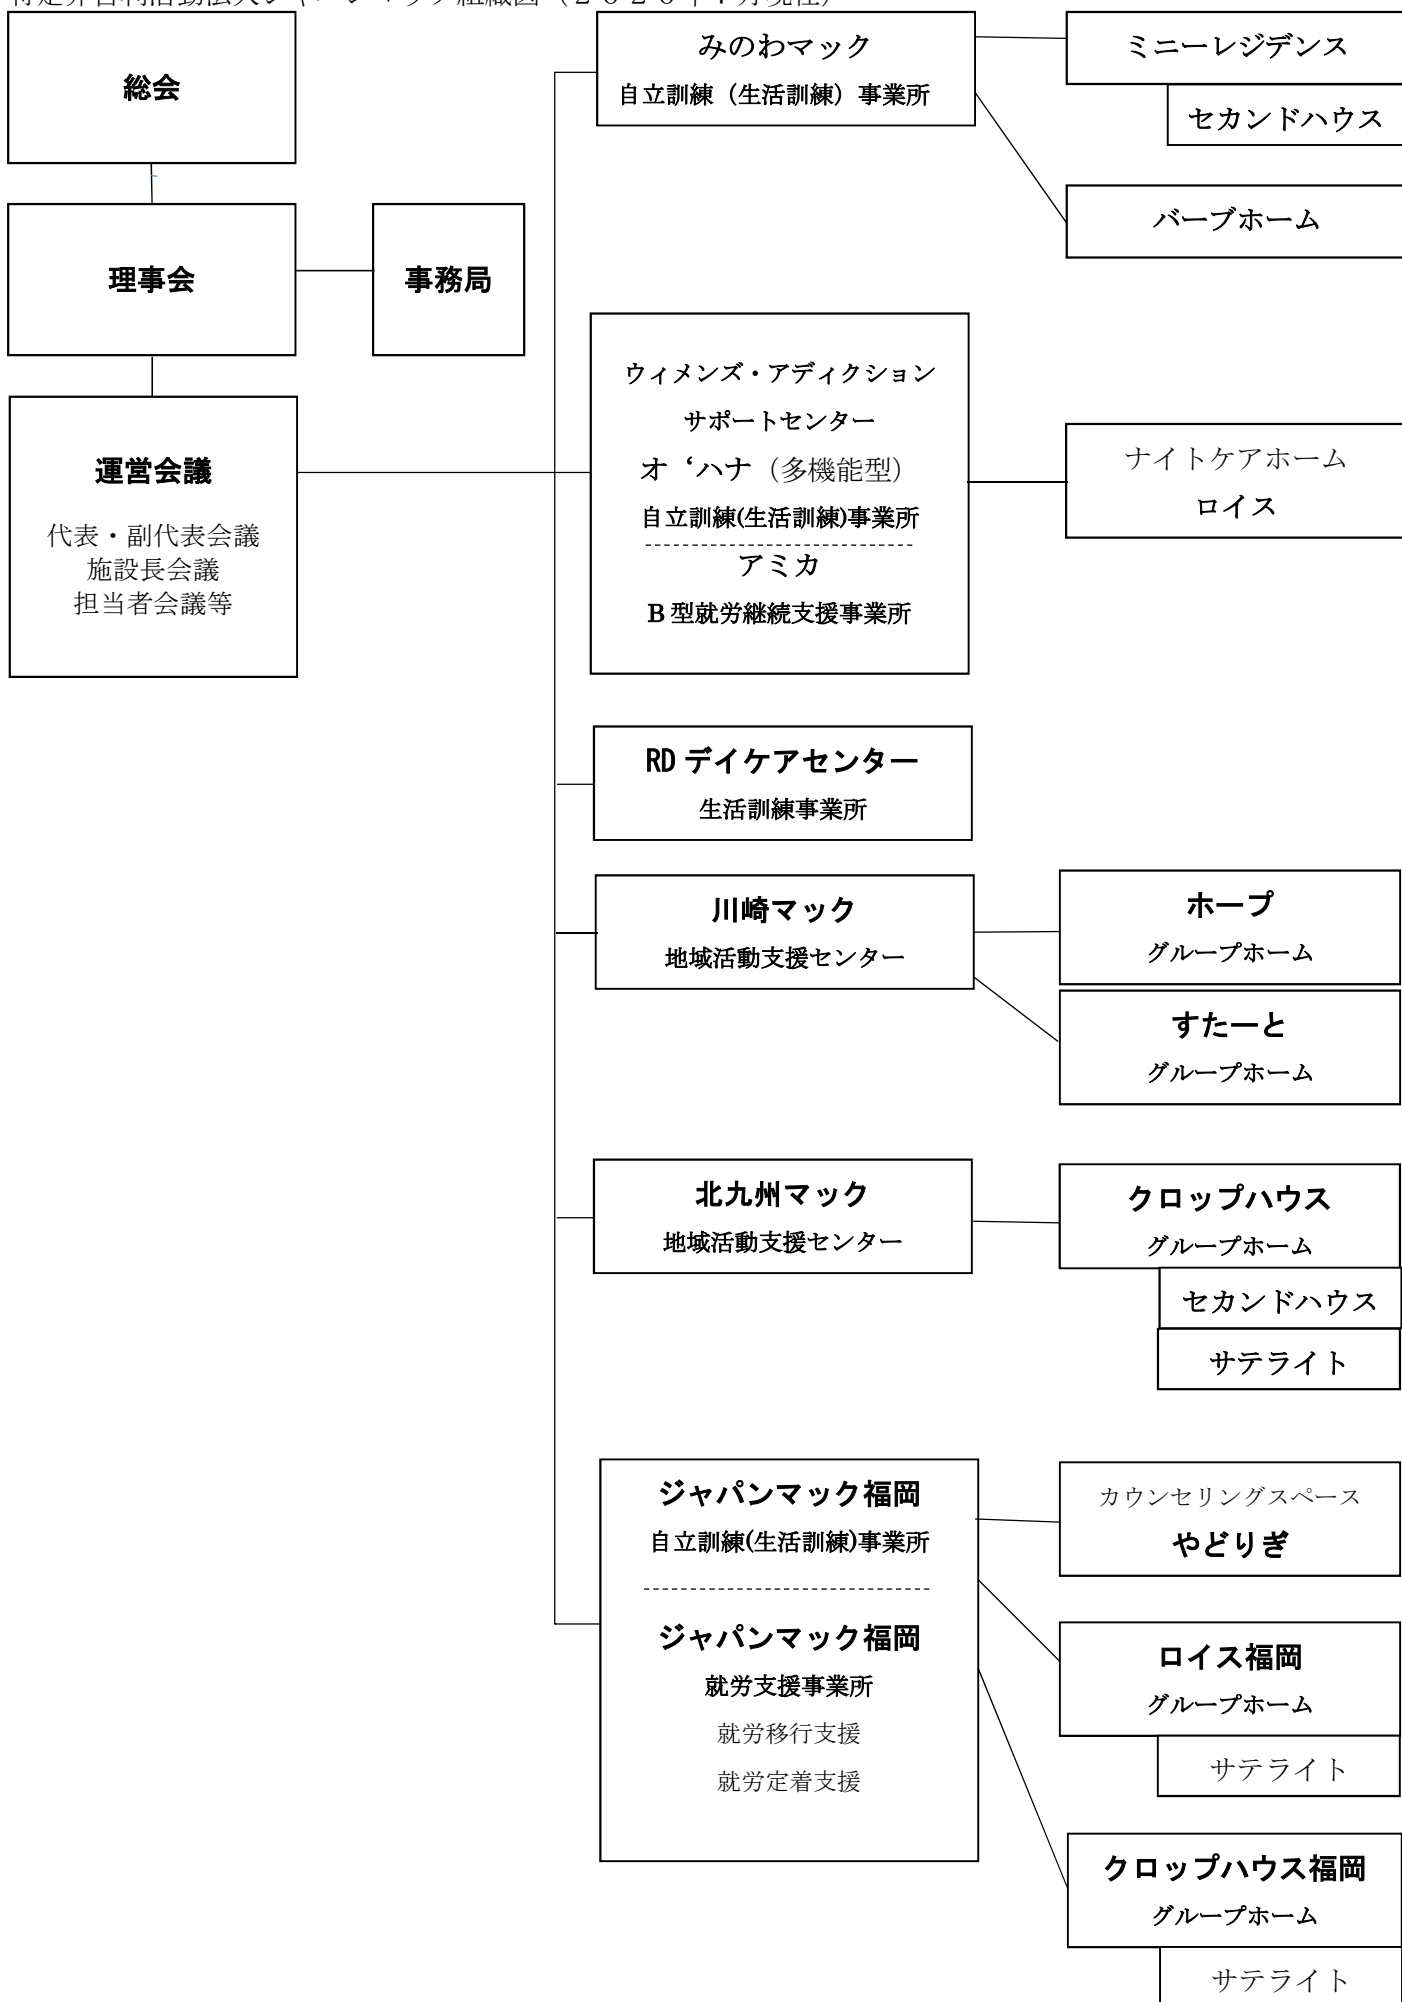 総会
理事会
事務局
運営会議
代表・副代表会議
施設長会議
担当者会議等
みのわマック
自立訓練（生活訓練）事業所
ミニーレジデンス
セカンドハウス
バーブホーム
ウィメンズ・アディクション
サポートセンター
オ‘ハナ（多機能型）
自立訓練(生活訓練)事業所
アミカ
B 型就労継続支援事業所
ナイトケアホーム
ロイス
RD デイケアセンター
生活訓練事業所
川崎マック
地域活動支援センター
ホープ
グループホーム
すたーと
グループホーム
北九州マック
地域活動支援センター
クロップハウス
グループホーム
セカンドハウス
サテライト
ジャパンマック福岡
自立訓練(生活訓練)事業所
ジャパンマック福岡
就労支援事業所
就労移行支援
就労定着支援
カウンセリングスペース
やどりぎ
ロイス福岡
グループホーム
サテライト
クロップハウス福岡
グループホーム
サテライト